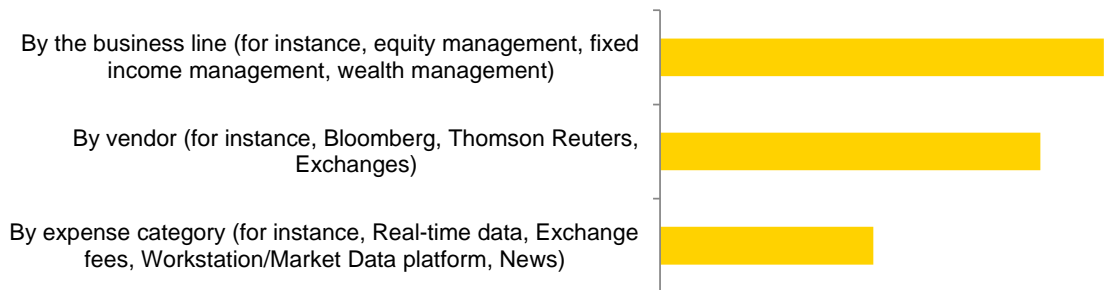 By the business line (for instance, equity management, fixed
income management, wealth management)
By vendor (for instance, Bloomberg, Thomson Reuters,
Exchanges)
By expense category (for instance, Real-time data, Exchange
fees, Workstation/Market Data platform, News)